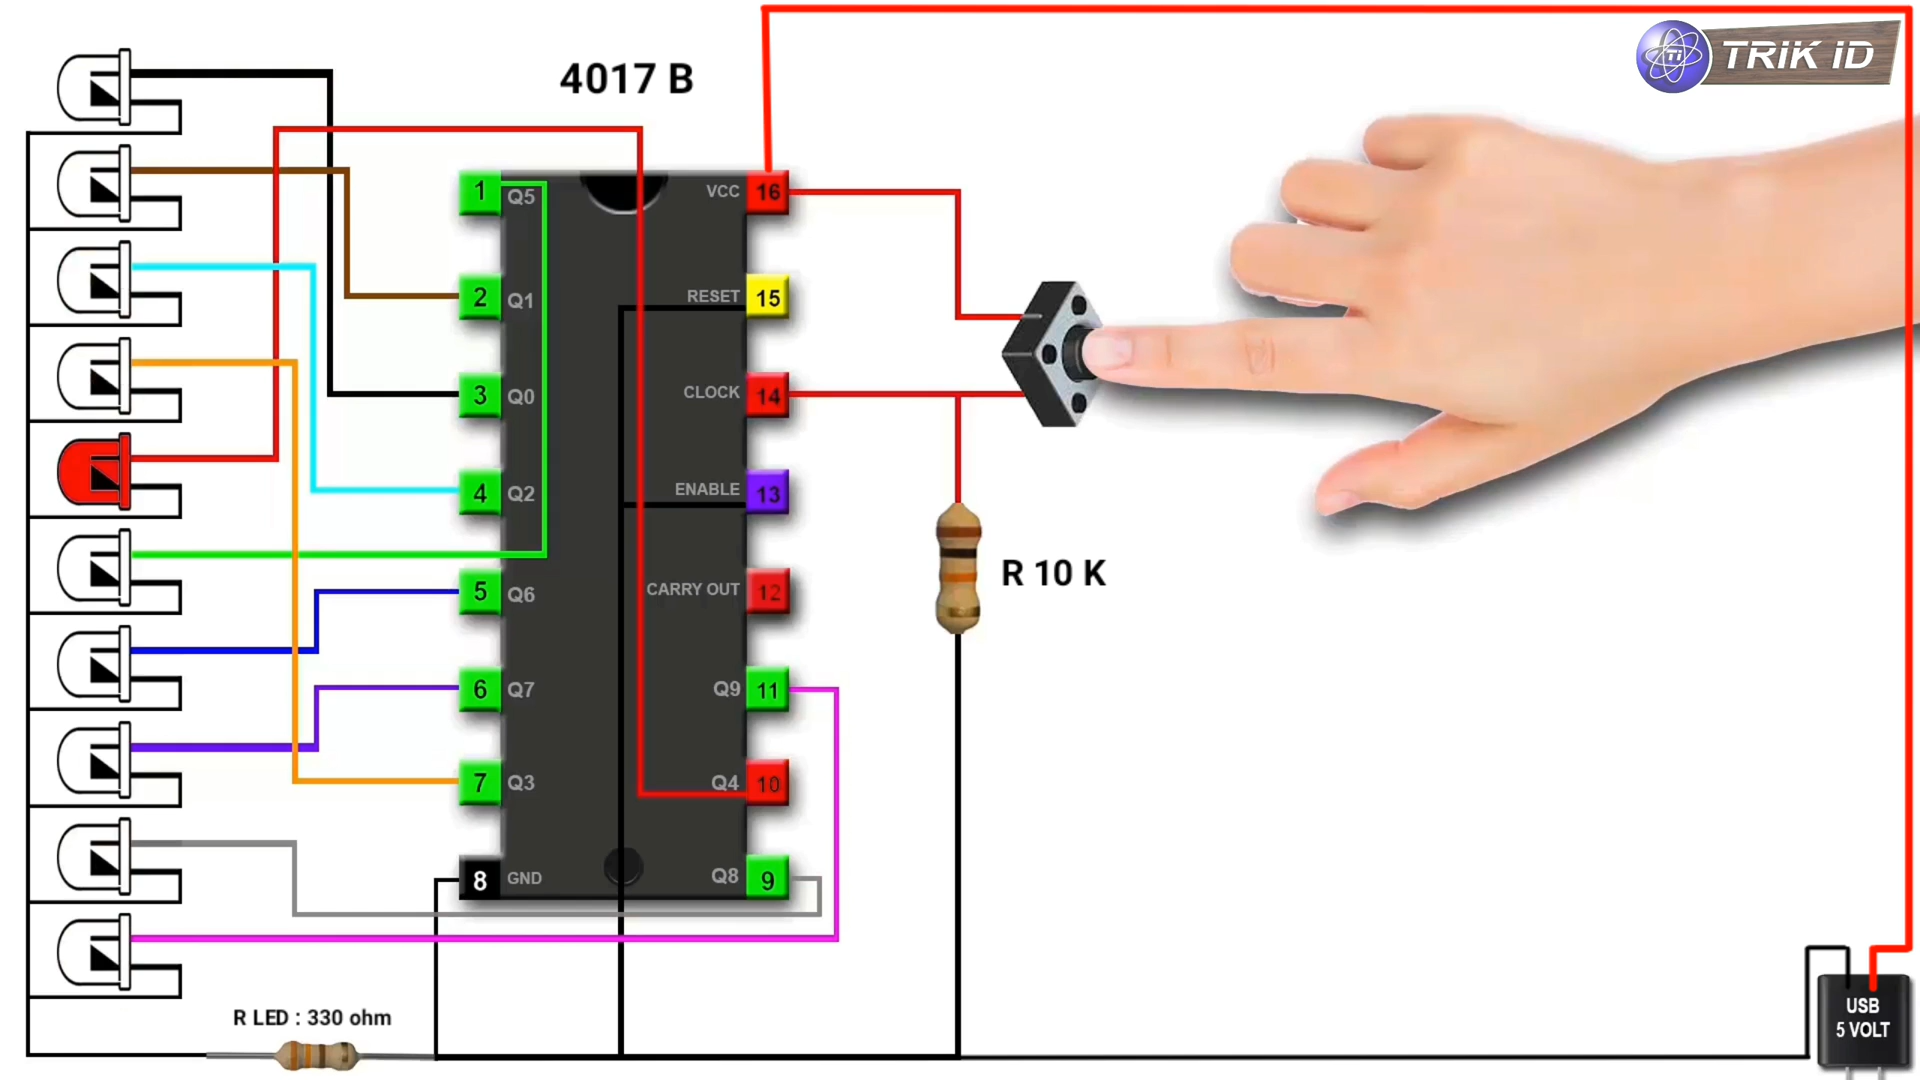 TRIK iD
Ti
4017 B
1 Q5 VCC 16
2 Q1 RESET 15
3 Q0 CLOCK 14
4 Q2 ENABLE 13
5 Q6 CARRY OUT 12
6 Q7 Q9 11
7 Q3 Q4 10
8 GND Q8 9
R 10 K
R LED : 330 ohm
USB
5 VOLT